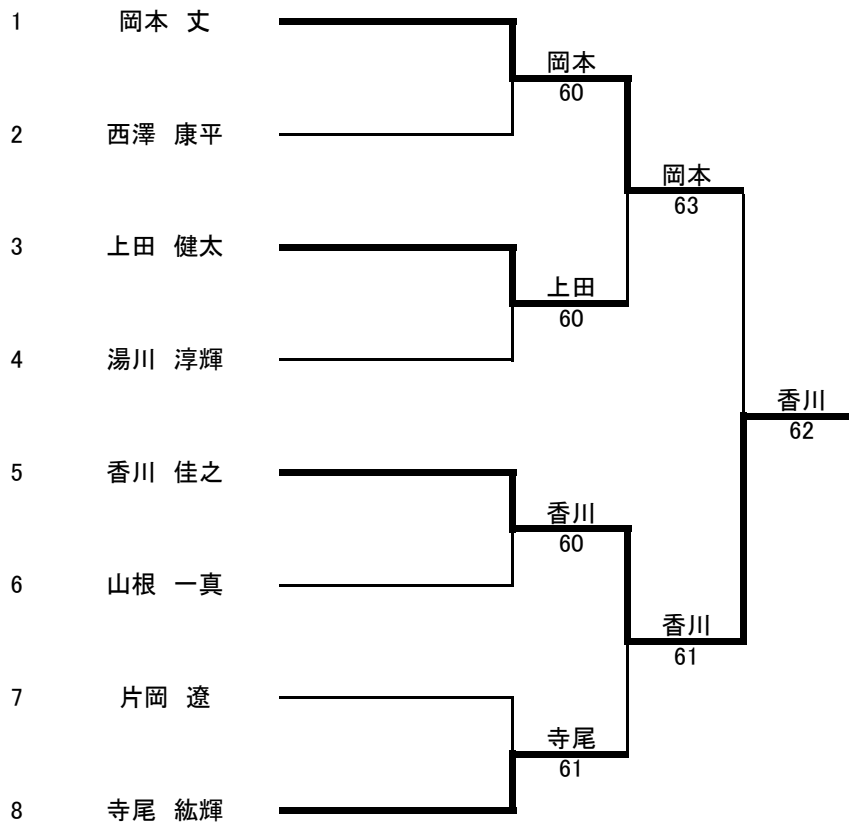 1 岡本 丈
岡本
60
2 西澤 康平
岡本
63
3 上田 健太
上田
60
4 湯川 淳輝
香川
62
5 香川 佳之
香川
60
6 山根 一真
香川
61
7 片岡 遼
寺尾
61
8 寺尾 紘輝